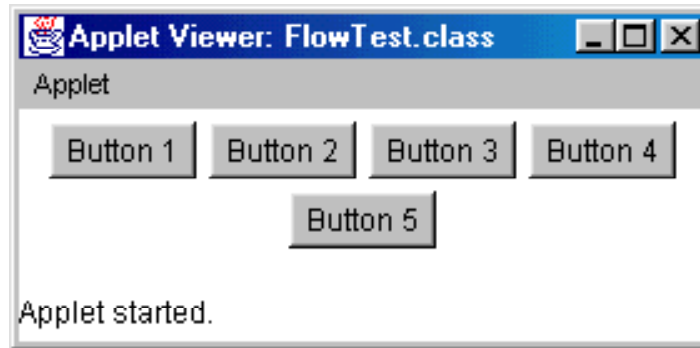 Applet Viewer: FlowTest.class
Applet
Button 1 Button 2 Button 3 Button 4
Button 5
Applet started.